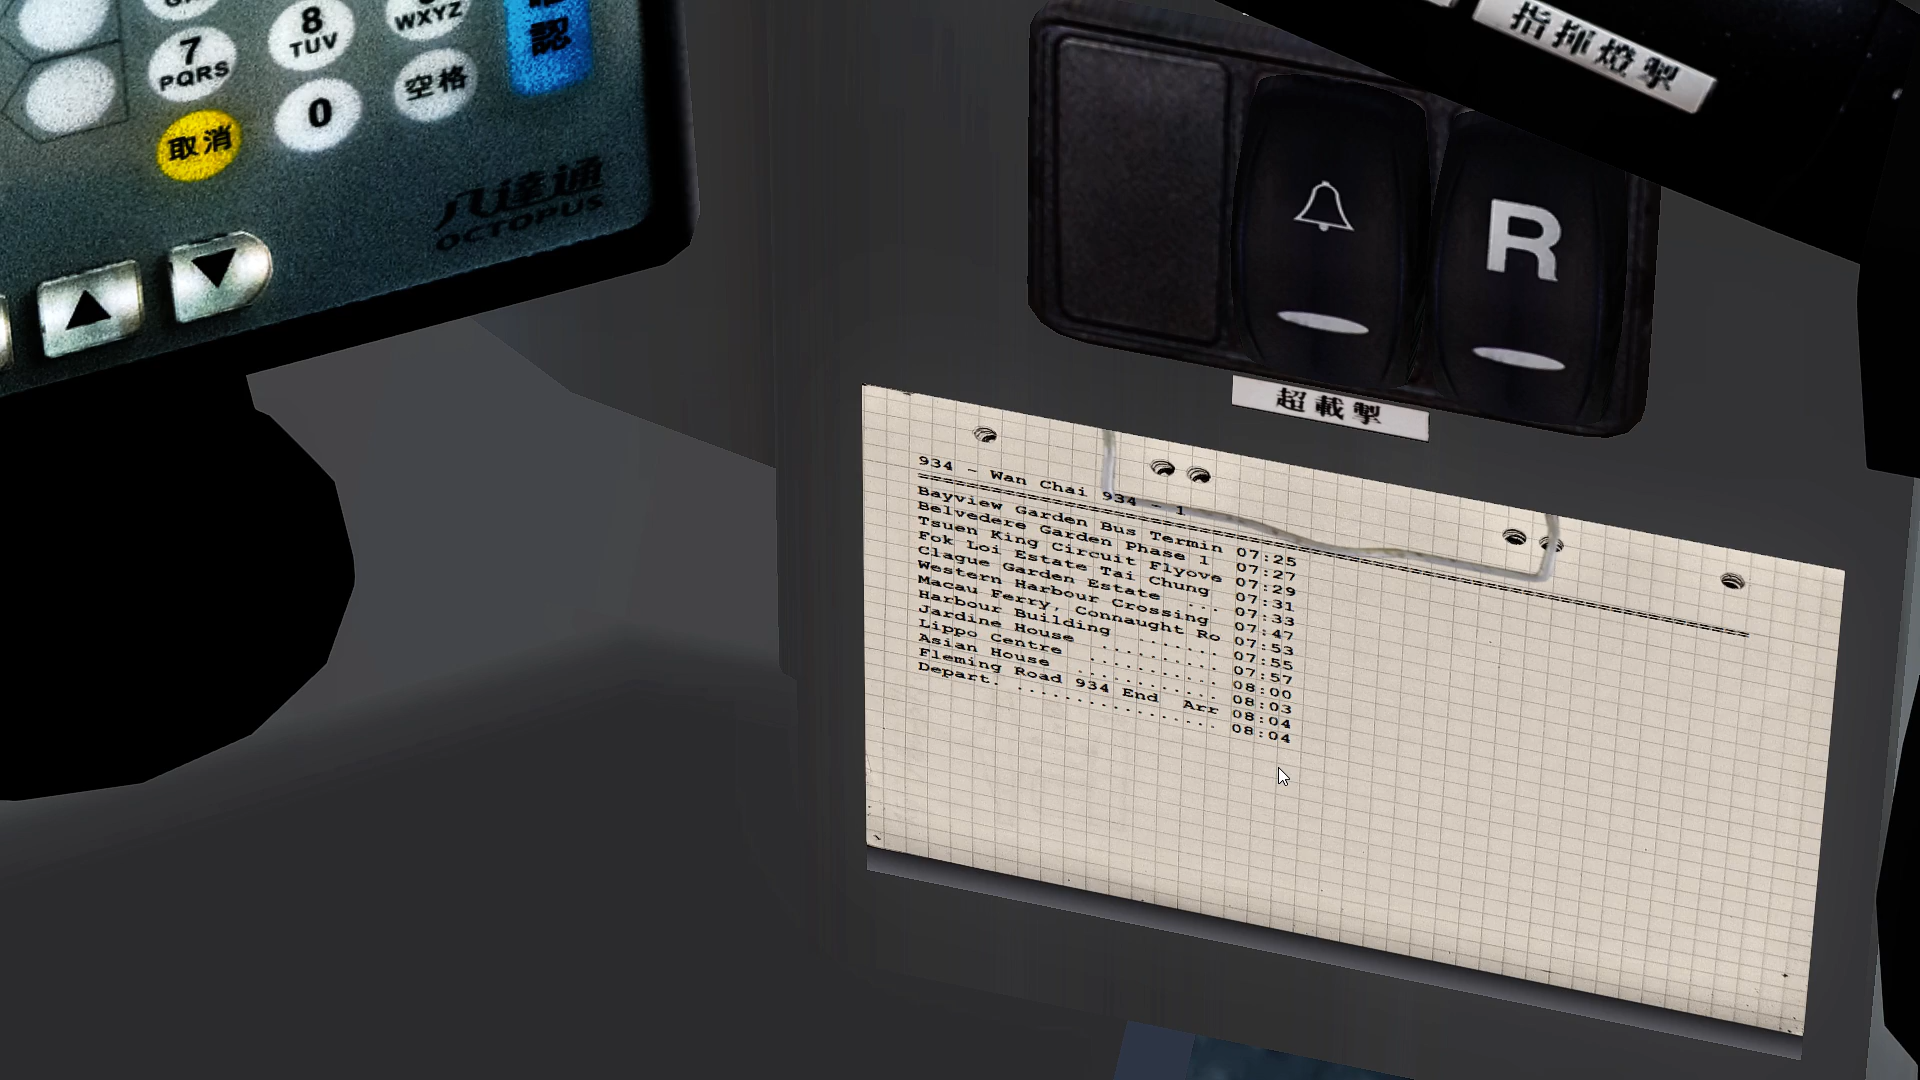 7
PQRS
8
TUV
WXYZ
取消
0
空格
認
八達通
OCTOPUS
指揮燈掣
R
超載掣
934 - Wan Chai 934 - 1
Bayview Garden Bus Termin 07:25
Belvedere Garden Phase 1 07:27
Tsuen King Circuit Flyove 07:29
Fok Loi Estate Tai Chung 07:31
Clague Garden Estate ... 07:33
Western Harbour Crossing 07:47
Macau Ferry, Connaught Ro 07:53
Harbour Building ....... 07:55
Jardine House .......... 07:57
Lippo Centre ........... 08:00
Asian House ............ 08:03
Fleming Road 934 End Arr 08:04
Depart: ................. 08:04